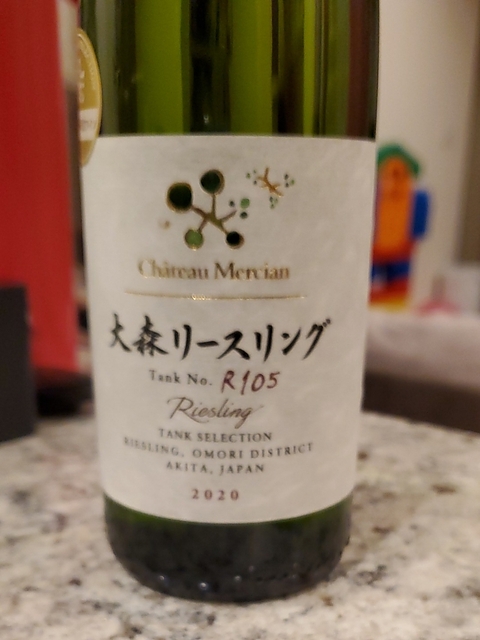 Château Mercian
大森リースリング
Tank No. R105
Riesling
TANK SELECTION
RIESLING, OMORI DISTRICT
AKITA, JAPAN
2020